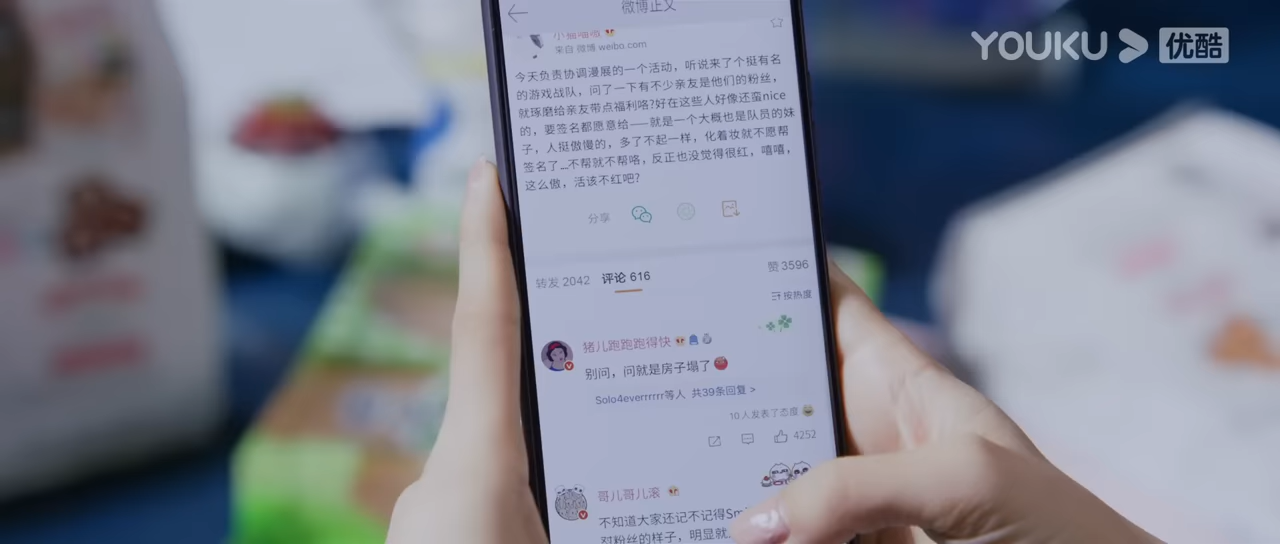 YOUKU 优酷
微博正文
来自 微博 weibo.com
今天负责协调漫展的一个活动，听说来了个挺有名
的游戏战队，问了一下有不少亲友是他们的粉丝，
就琢磨给亲友带点福利咯?好在这些人好像还蛮nice
的，要签名都愿意给——就是一个大概也是队员的妹
子，人挺傲慢的，多了不起一样，化着妆就不愿帮
签名了....不帮就不帮咯，反正也没觉得很红，嘻嘻，
这么傲，活该不红吧?
分享
转发 2042 评论 616 赞 3596
按热度
猪儿跑跑跑得快
别问，问就是房子塌了
Solo4everrrrrr等人 共39条回复 >
10人发表了态度
4252
哥儿哥儿滚
不知道大家还记不记得Sm
对粉丝的样子，明显就